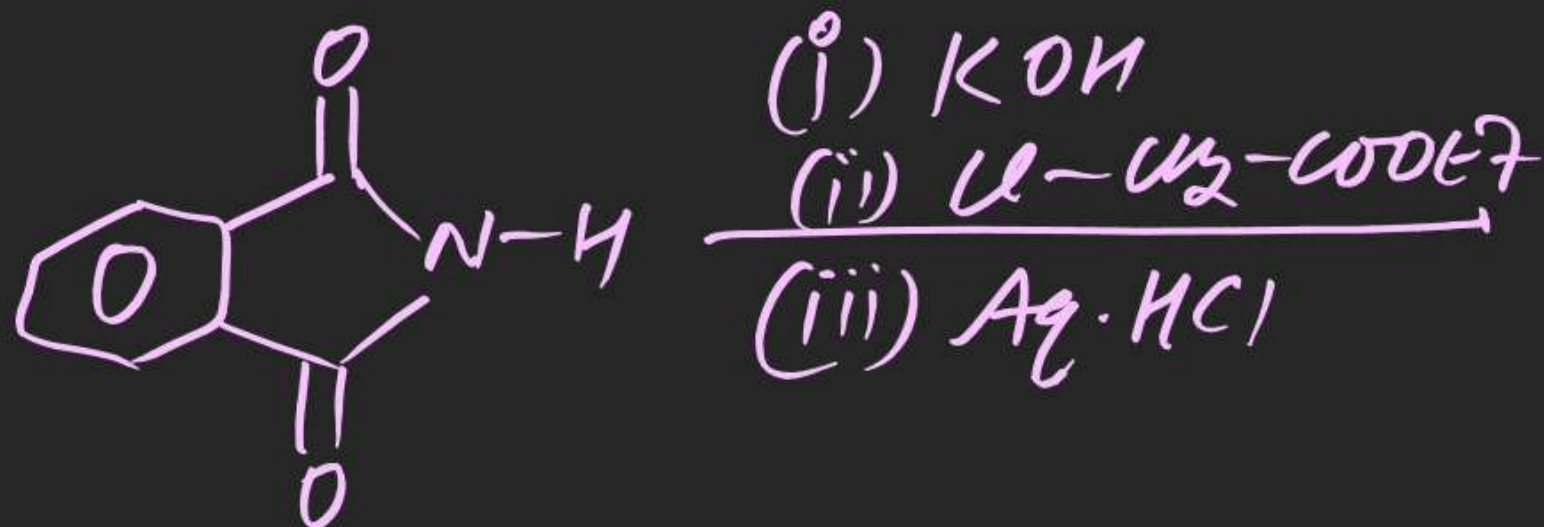 O
N-H
O
(i) KOH
(ii) Cl-CH2-COOEt
(iii) Aq. HCl